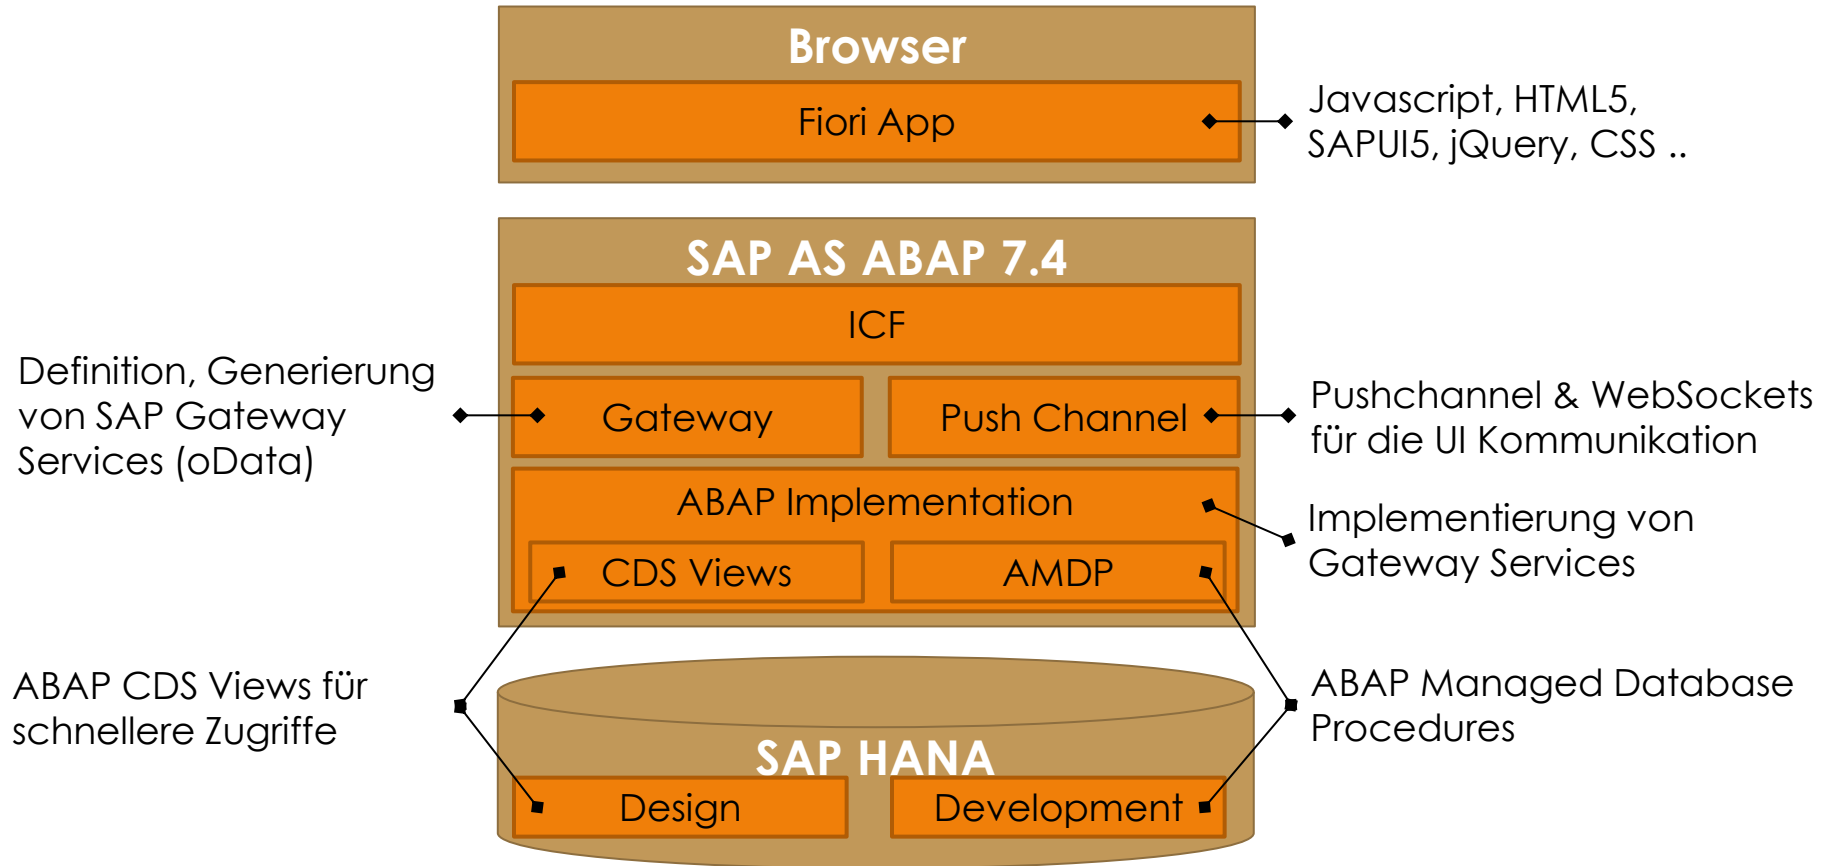 Browser
Fiori App
Javascript, HTML5,
SAPUI5, jQuery, CSS ..
SAP AS ABAP 7.4
ICF
Definition, Generierung
von SAP Gateway
Services (oData)
Gateway
Push Channel
Pushchannel & WebSockets
für die UI Kommunikation
ABAP Implementation
Implementierung von
Gateway Services
CDS Views
AMDP
ABAP CDS Views für
schnellere Zugriffe
ABAP Managed Database
Procedures
SAP HANA
Design
Development